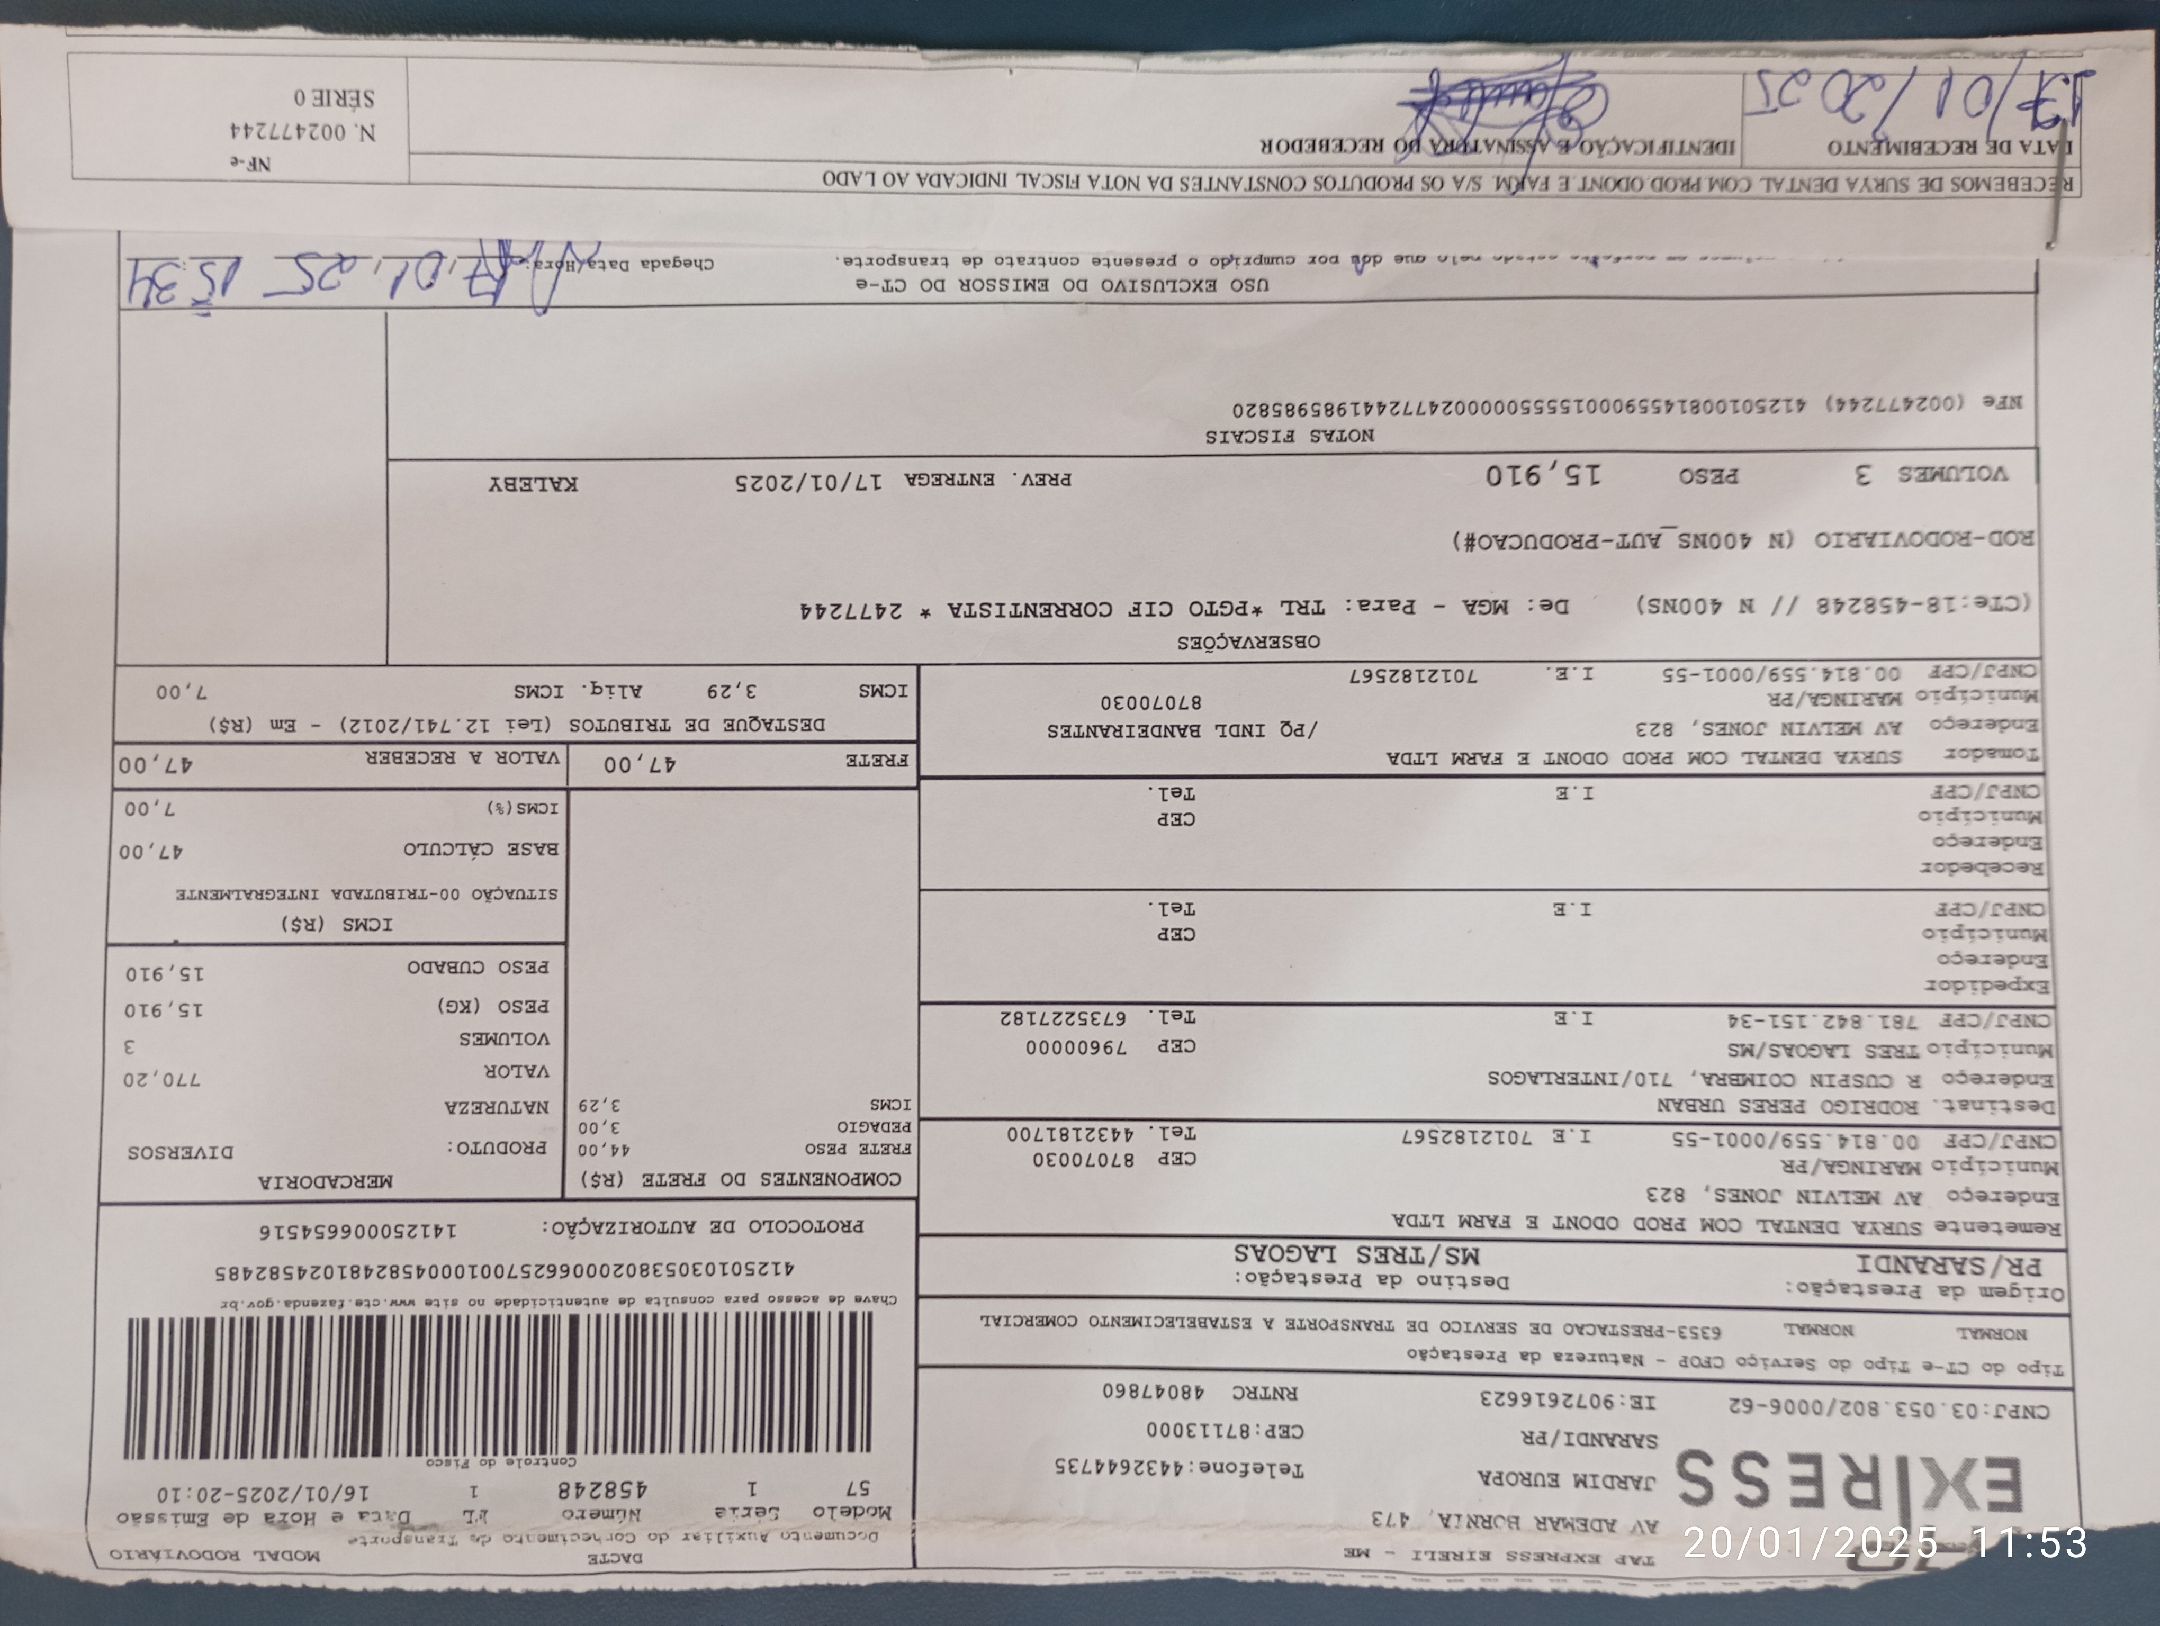 TAP EXPRESS EIRELI - ME
AV ADEMAR BORNIA, 473
JARDIM EUROPA Telefone:4432644735
SARANDI/PR CEP:87113000
EXPRESS
CNPJ:03.053.802/0006-62 IE:9072616623 RNTRC 48047860
DACTE MODAL RODOVIÁRIO
Documento Auxiliar do Conhecimento de Transporte
Modelo Série Número FL Data e Hora de Emissão
57 1 458248 1 16/01/2025-20:10
Controle do Fisco
Chave de acesso para consulta de autenticidade no site www.cte.fazenda.gov.br
41250103053802000662570010004582481024582485
PROTOCOLO DE AUTORIZAÇÃO: 141250006654516
Tipo do CT-e Tipo do Serviço CFOP - Natureza da Prestação
NORMAL NORMAL 6353-PRESTACAO DE SERVICO DE TRANSPORTE A ESTABELECIMENTO COMERCIAL
Origem da Prestação: Destino da Prestação:
PR/SARANDI MS/TRES LAGOAS
Remetente SURYA DENTAL COM PROD ODONT E FARM LTDA
Endereço AV MELVIN JONES, 823
Município MARINGA/PR CEP 87070030
CNPJ/CPF 00.814.559/0001-55 I.E 7012182567 Tel. 4432181700
Destinat. RODRIGO PERES URBAN
Endereço R CUSPIN COIMBRA, 710/INTERLAGOS
Município TRES LAGOAS/MS CEP 79600000
CNPJ/CPF 781.842.151-34 I.E Tel. 6735227182
Expedidor
Endereço
Município CEP
CNPJ/CPF I.E Tel.
Recebedor
Endereço
Município CEP
CNPJ/CPF I.E Tel.
Tomador SURYA DENTAL COM PROD ODONT E FARM LTDA
Endereço AV MELVIN JONES, 823 /PQ INDL BANDEIRANTES
Município MARINGA/PR 87070030
CNPJ/CPF 00.814.559/0001-55 I.E. 7012182567
COMPONENTES DO FRETE (R$)
FRETE PESO 44,00
PEDAGIO 3,00
ICMS 3,29
MERCADORIA
PRODUTO: DIVERSOS
NATUREZA
VALOR 770,20
VOLUMES 3
PESO (KG) 15,910
PESO CUBADO 15,910
ICMS (R$)
SITUAÇÃO 00-TRIBUTADA INTEGRALMENTE
BASE CÁLCULO 47,00
ICMS(%) 7,00
FRETE 47,00 VALOR A RECEBER 47,00
DESTAQUE DE TRIBUTOS (Lei 12.741/2012) - Em (R$)
ICMS 3,29 Aliq. ICMS 7,00
OBSERVAÇÕES
(CTe:18-458248 // N 400NS) De: MGA - Para: TRL *PGTO CIF CORRENTISTA * 2477244
ROD-RODOVIARIO (N 400NS_AUT-PRODUCAO#)
VOLUMES 3 PESO 15,910 PREV. ENTREGA 17/01/2025 KALEBY
NOTAS FISCAIS
NFe (002477244) 41250100814559000155550000024772441985985820
USO EXCLUSIVO DO EMISSOR DO CT-e
pelo que dou por cumprido o presente contrato de transporte. Chegada Data/Hora: 17.01.25 15:34
RECEBEMOS DE SURYA DENTAL COM PROD ODONT E FARM. S/A OS PRODUTOS CONSTANTES DA NOTA FISCAL INDICADA AO LADO
DATA DE RECEBIMENTO IDENTIFICAÇÃO E ASSINATURA DO RECEBEDOR
17/01/2025
NF-e
N. 002477244
SÉRIE 0
20/01/2025 11:53